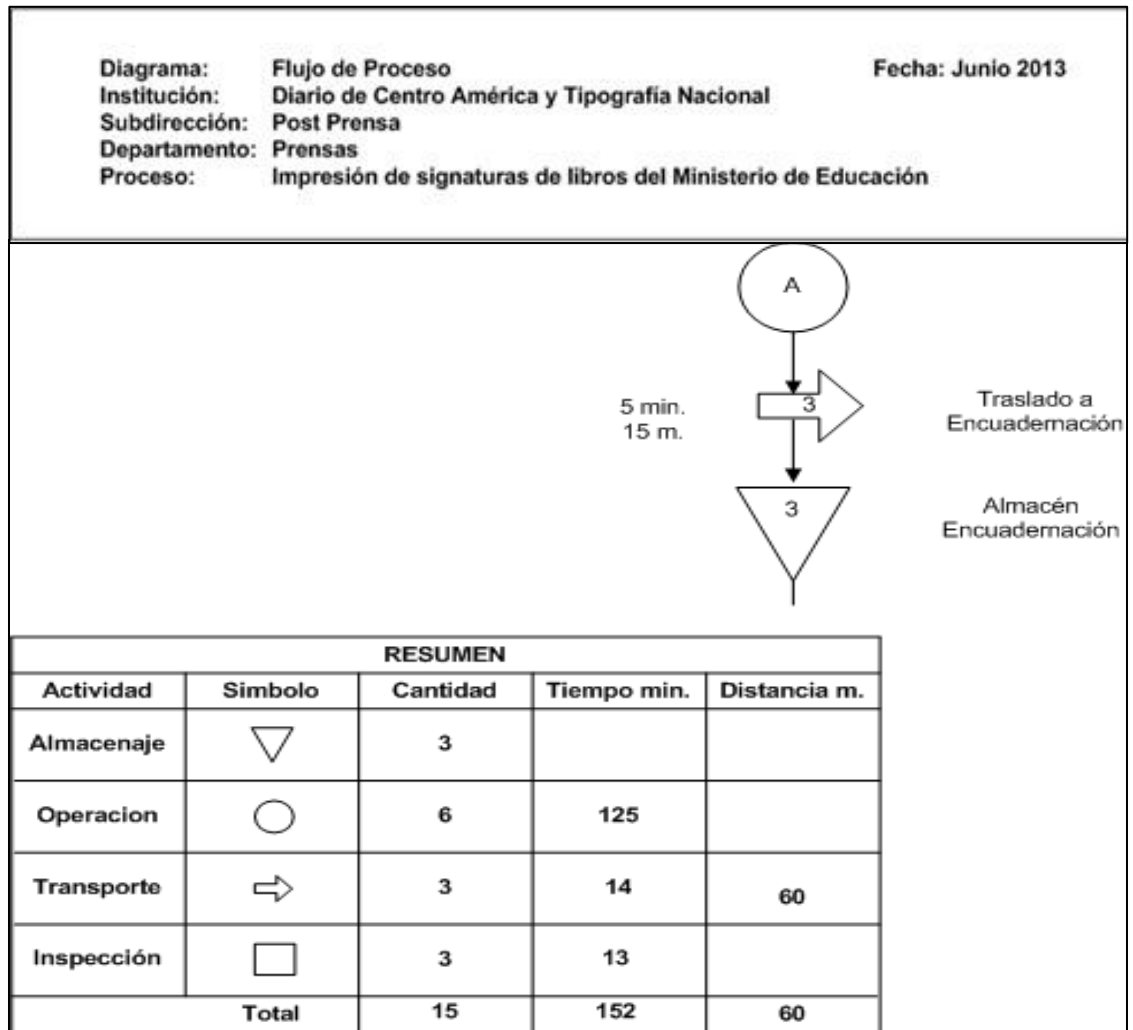 Diagrama: Flujo de Proceso Fecha: Junio 2013
Institución: Diario de Centro América y Tipografía Nacional
Subdirección: Post Prensa
Departamento: Prensas
Proceso: Impresión de signaturas de libros del Ministerio de Educación
A
5 min.
15 m.
3
Traslado a
Encuadernación
3
Almacén
Encuadernación
RESUMEN
Actividad Simbolo Cantidad Tiempo min. Distancia m.
Almacenaje 3
Operacion 6 125
Transporte 3 14 60
Inspección 3 13
Total 15 152 60